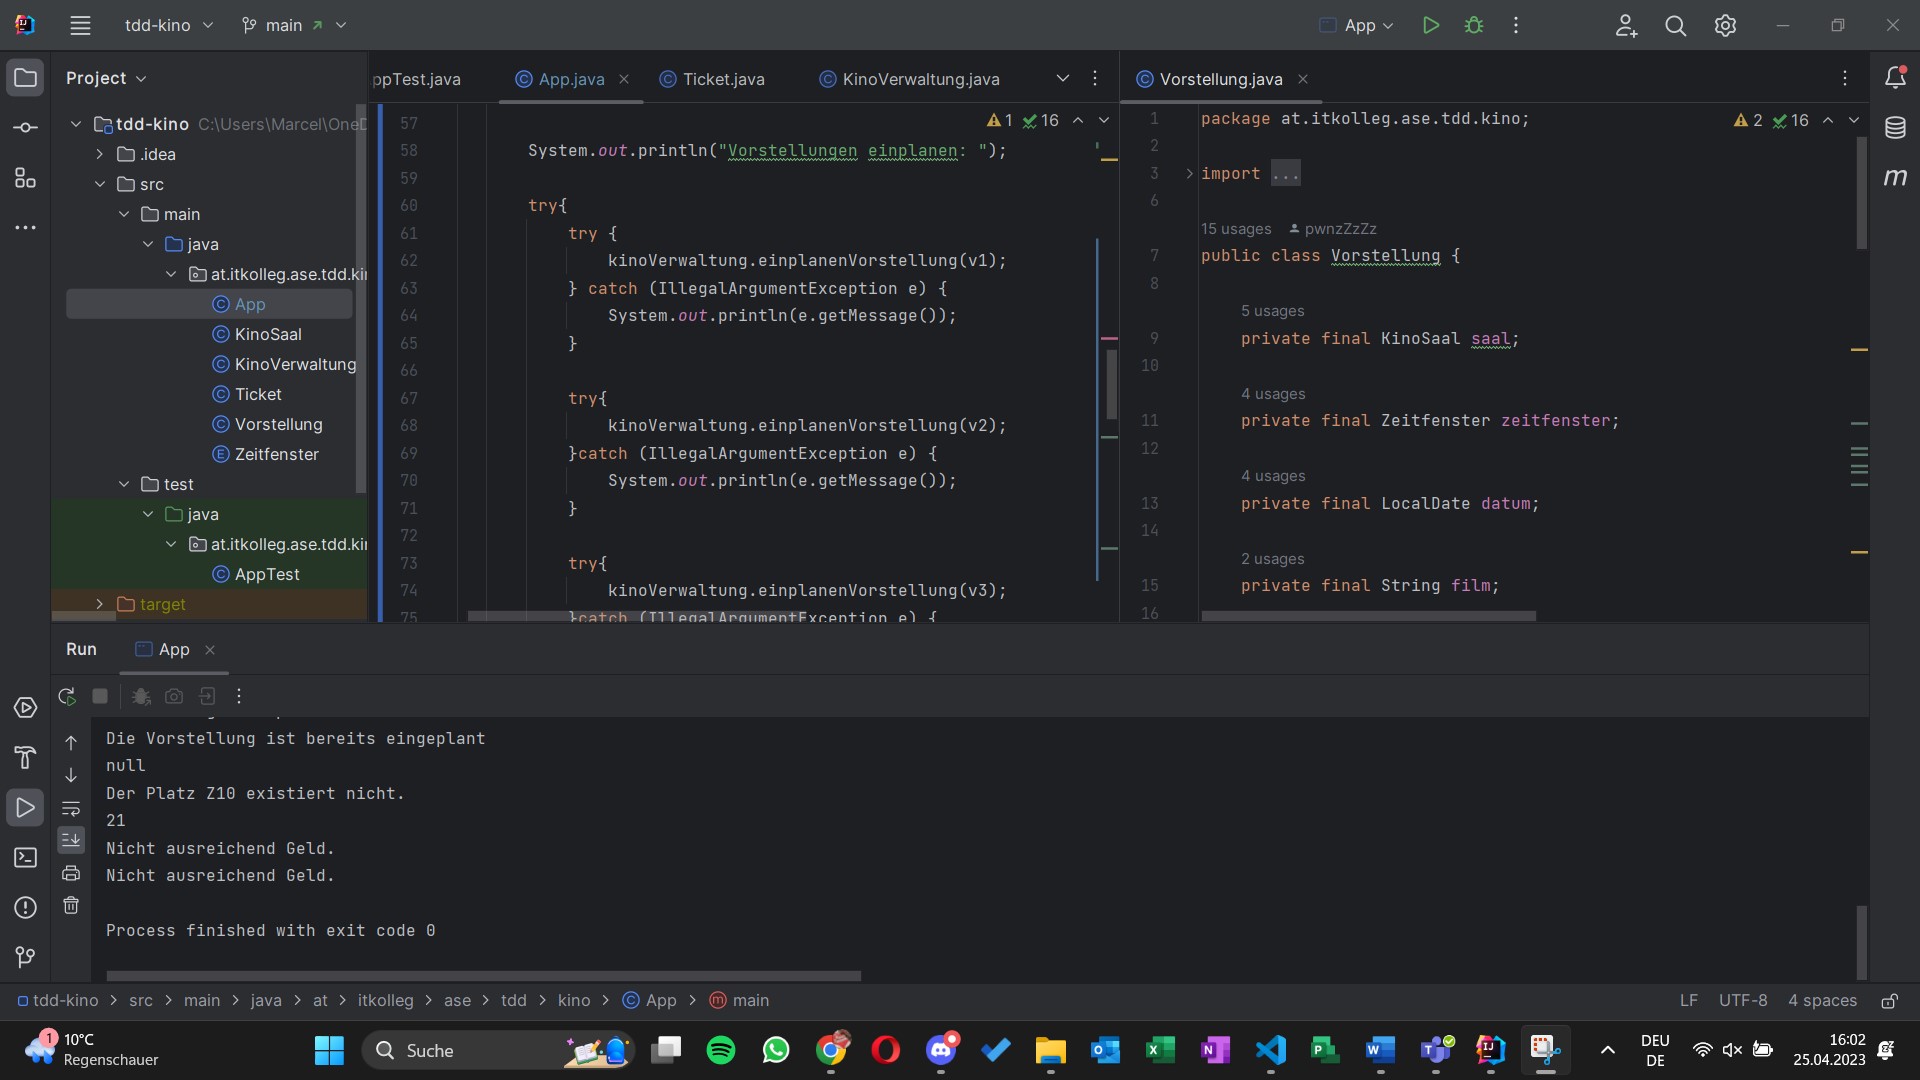 tdd-kino
main
App
Project
ppTest.java
App.java
Ticket.java
KinoVerwaltung.java
Vorstellung.java
tdd-kino C:\Users\Marcel\OneD
.idea
src
main
java
at.itkolleg.ase.tdd.kin
App
KinoSaal
KinoVerwaltung
Ticket
Vorstellung
Zeitfenster
test
java
at.itkolleg.ase.tdd.kin
AppTest
target
1 16
57
58 System.out.println("Vorstellungen einplanen: ");
59
60 try{
61 try {
62 kinoVerwaltung.einplanenVorstellung(v1);
63 } catch (IllegalArgumentException e) {
64 System.out.println(e.getMessage());
65 }
66
67 try{
68 kinoVerwaltung.einplanenVorstellung(v2);
69 }catch (IllegalArgumentException e) {
70 System.out.println(e.getMessage());
71 }
72
73 try{
74 kinoVerwaltung.einplanenVorstellung(v3);
75 }catch (IllegalArgumentException e) {
2 16
1 package at.itkolleg.ase.tdd.kino;
2
3 import ...
6
15 usages pwnzZzZz
7 public class Vorstellung {
8
5 usages
9 private final KinoSaal saal;
10
4 usages
11 private final Zeitfenster zeitfenster;
12
4 usages
13 private final LocalDate datum;
14
2 usages
15 private final String film;
16
Run App
Die Vorstellung ist bereits eingeplant
null
Der Platz Z10 existiert nicht.
21
Nicht ausreichend Geld.
Nicht ausreichend Geld.
Process finished with exit code 0
tdd-kino > src > main > java > at > itkolleg > ase > tdd > kino > App > main
LF UTF-8 4 spaces
1
10°C
Regenschauer
Suche
DEU
DE
16:02
25.04.2023